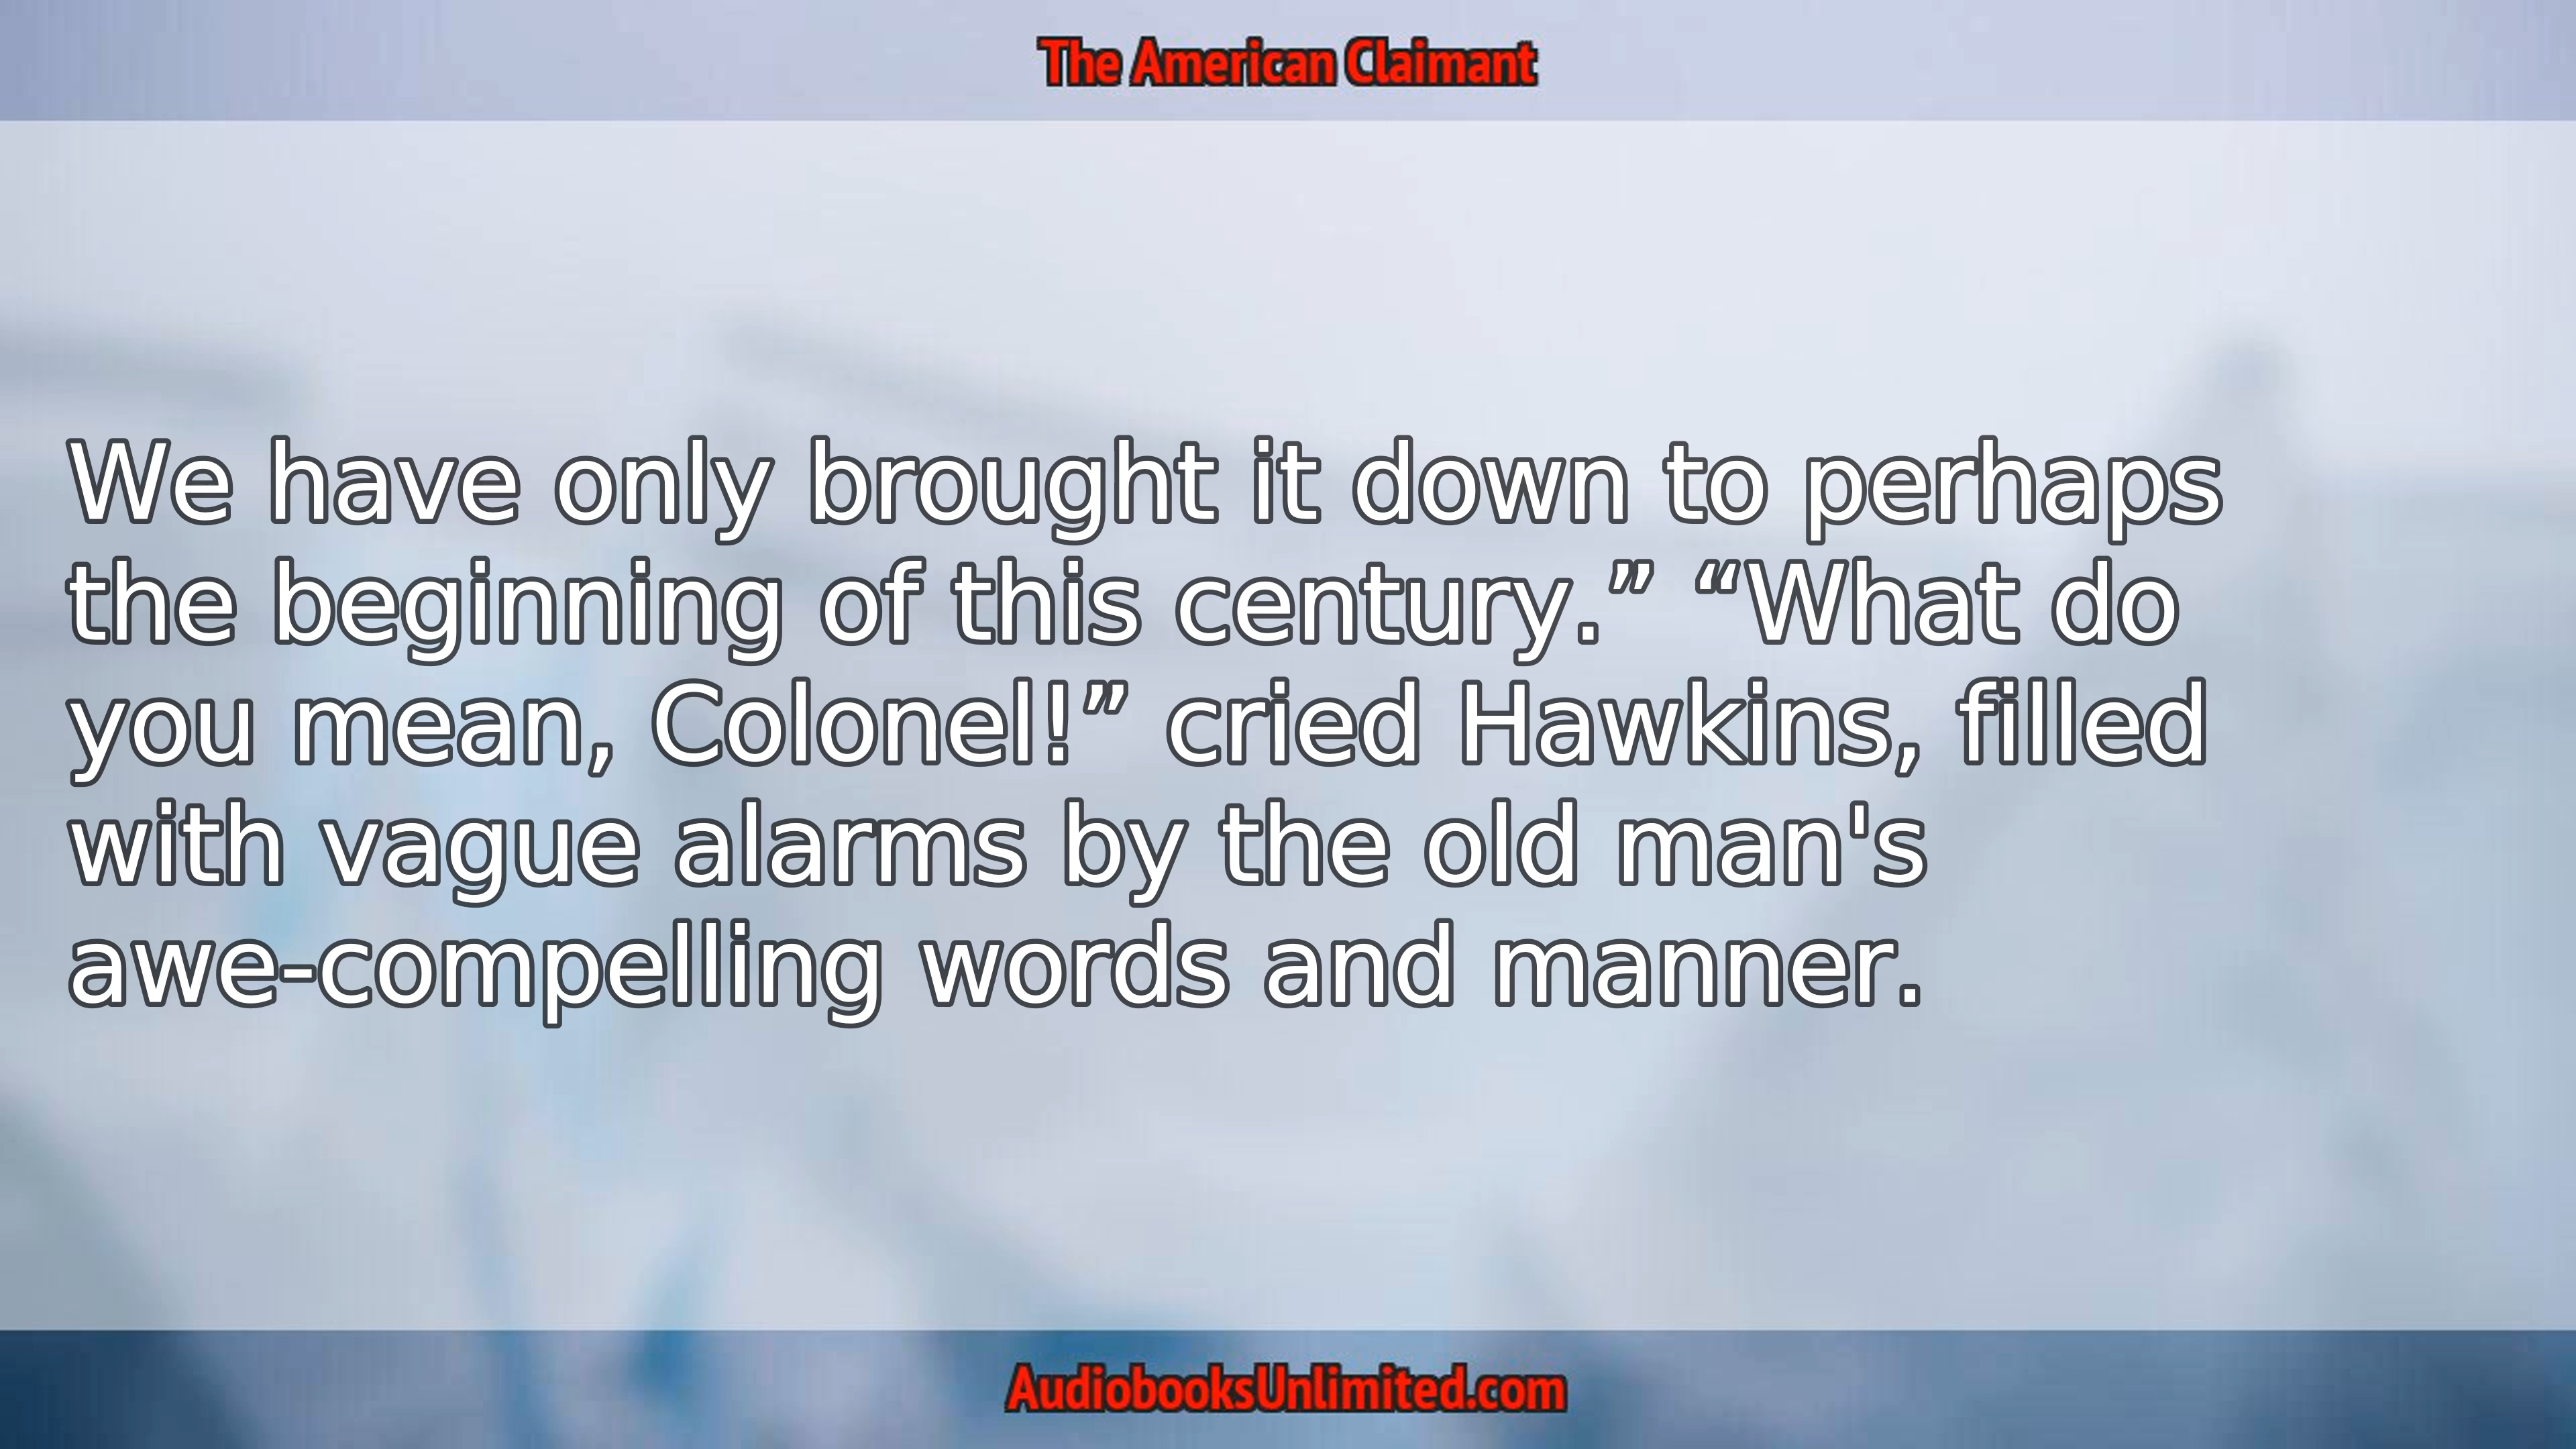 The American Claimant
We have only brought it down to perhaps
the beginning of this century.” “What do
you mean, Colonel!” cried Hawkins, filled
with vague alarms by the old man's
awe-compelling words and manner.
AudiobooksUnlimited.com